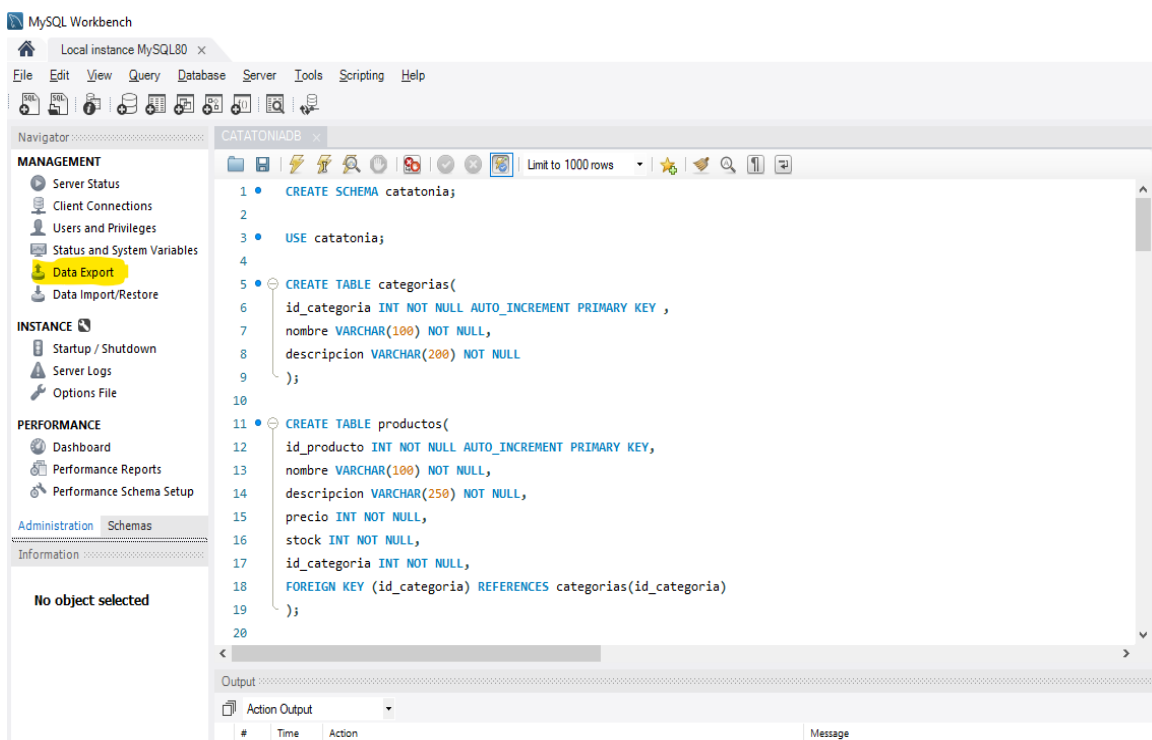 MySQL Workbench
Local instance MySQL80 ×
File Edit View Query Database Server Tools Scripting Help
Navigator
MANAGEMENT
Server Status
Client Connections
Users and Privileges
Status and System Variables
Data Export
Data Import/Restore
INSTANCE
Startup / Shutdown
Server Logs
Options File
PERFORMANCE
Dashboard
Performance Reports
Performance Schema Setup
Administration Schemas
Information
No object selected
CATATONIADB ×
Limit to 1000 rows
1 CREATE SCHEMA catatonia;
2
3 USE catatonia;
4
5 CREATE TABLE categorias(
6 id_categoria INT NOT NULL AUTO_INCREMENT PRIMARY KEY ,
7 nombre VARCHAR(100) NOT NULL,
8 descripcion VARCHAR(200) NOT NULL
9 );
10
11 CREATE TABLE productos(
12 id_producto INT NOT NULL AUTO_INCREMENT PRIMARY KEY,
13 nombre VARCHAR(100) NOT NULL,
14 descripcion VARCHAR(250) NOT NULL,
15 precio INT NOT NULL,
16 stock INT NOT NULL,
17 id_categoria INT NOT NULL,
18 FOREIGN KEY (id_categoria) REFERENCES categorias(id_categoria)
19 );
20
Output
Action Output
# Time Action Message